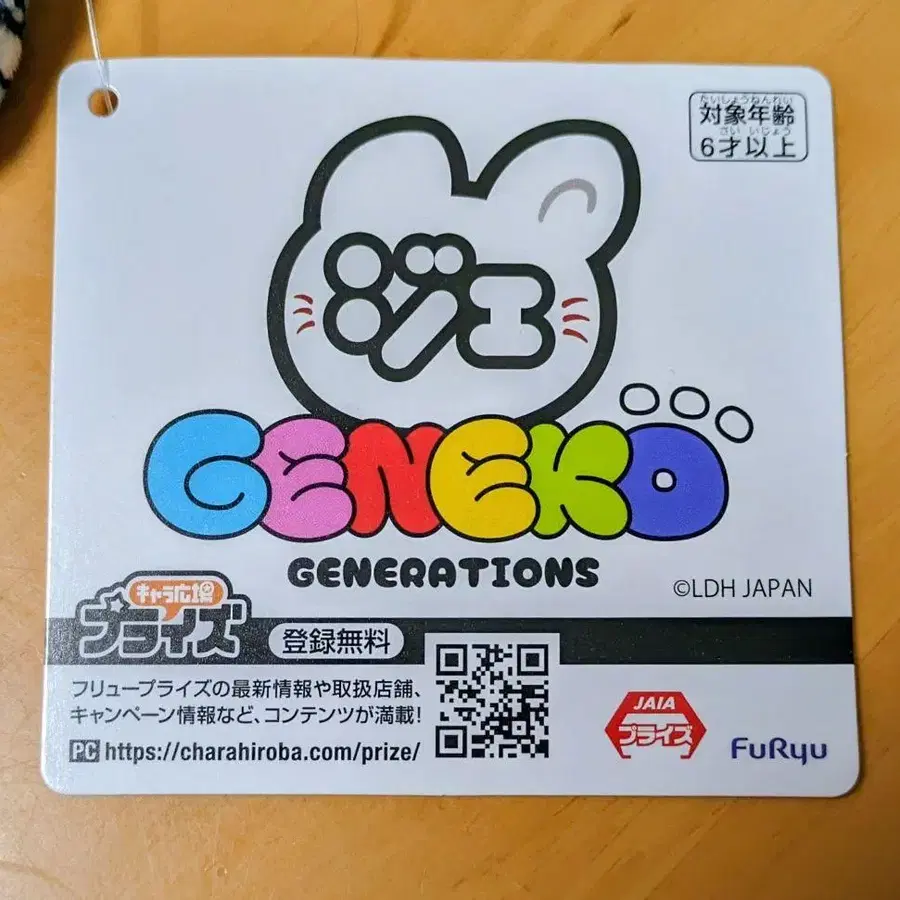 たいしょうねんれい
対象年齢
さい いじょう
6才以上
ジェ
GENEKO
GENERATIONS
©LDH JAPAN
キャラ広場
プライズ
登録無料
フリュープライズの最新情報や取扱店舗、
キャンペーン情報など、コンテンツが満載!
PC https://charahiroba.com/prize/
JAIA
プライズ
FuRyu